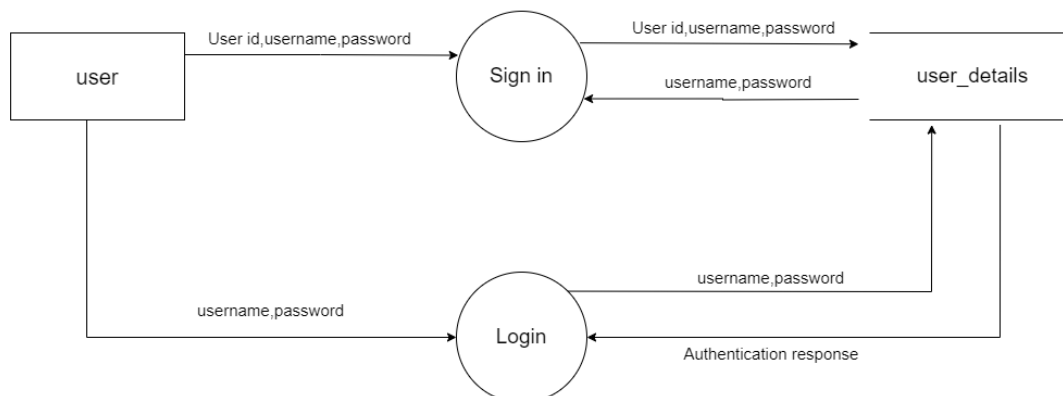 User id,username,password
User id,username,password
user
Sign in
username,password
user_details
username,password
username,password
Login
Authentication response